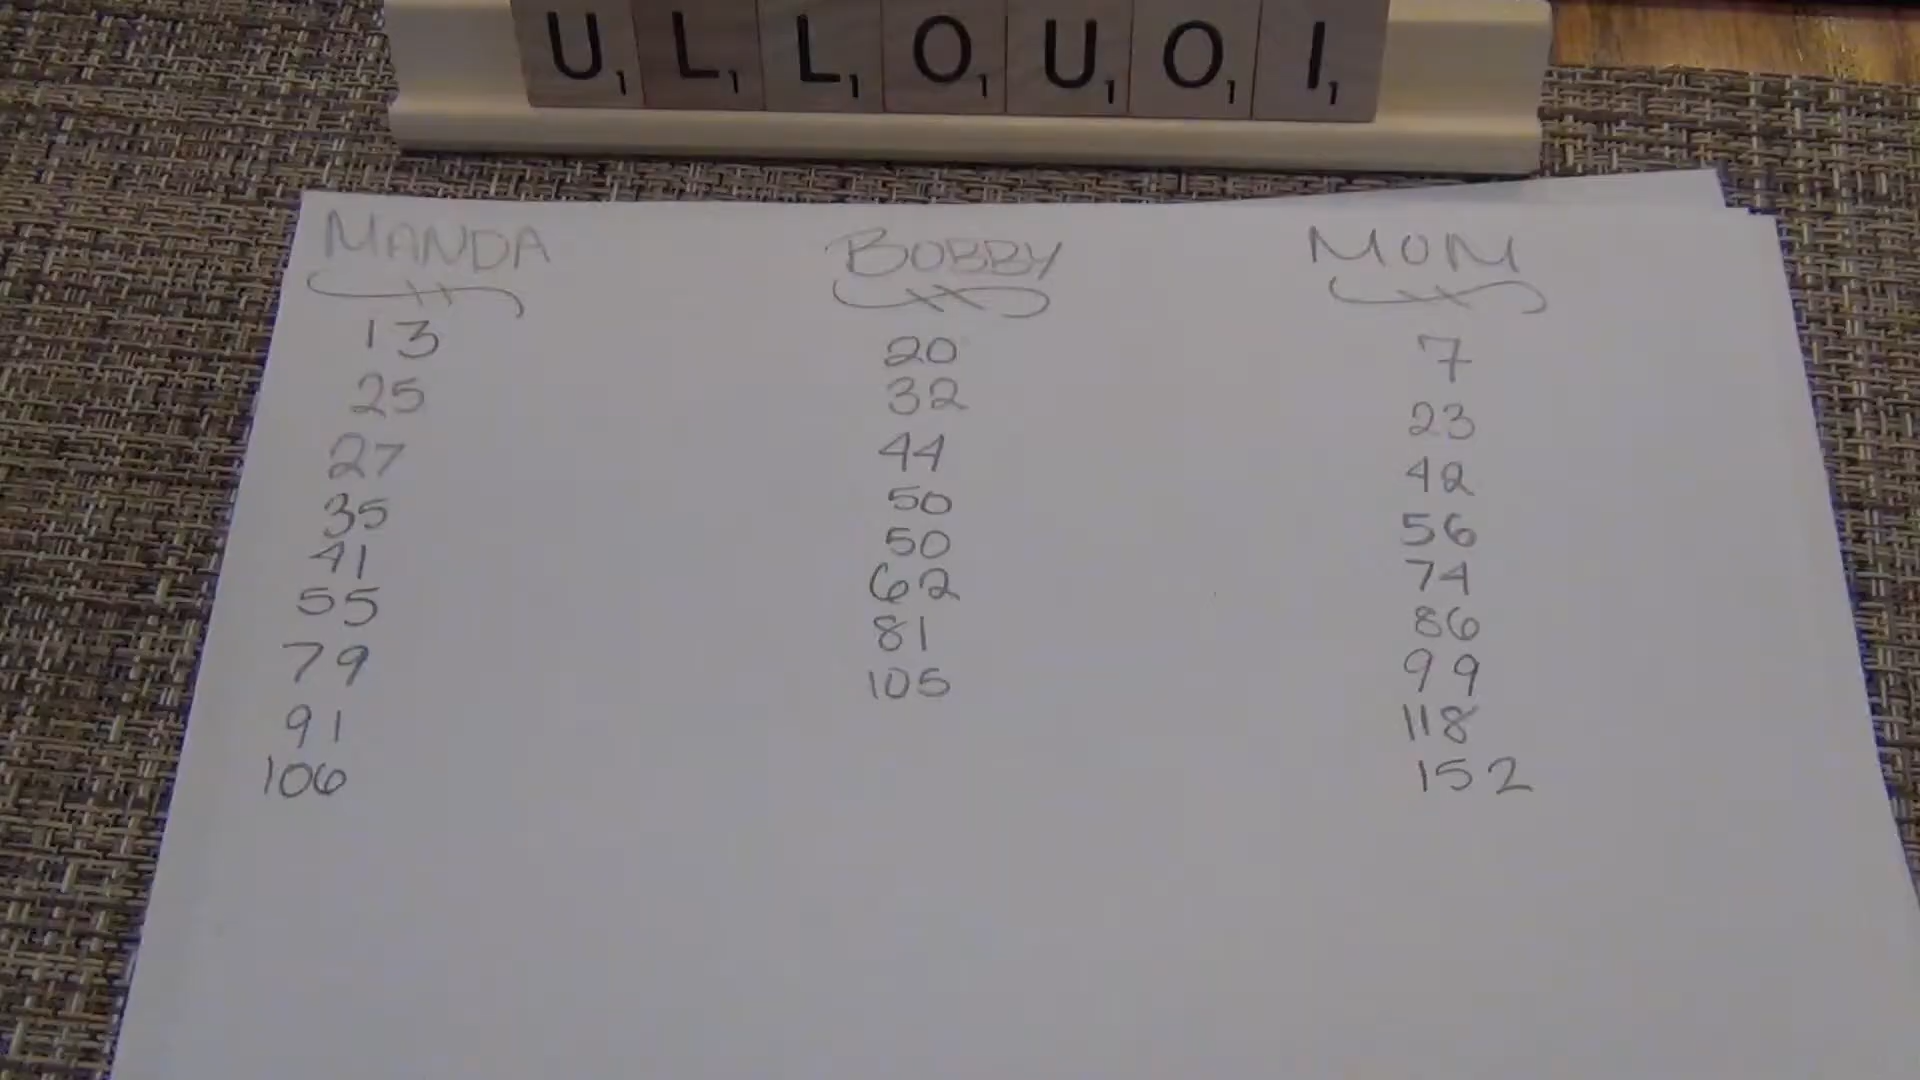 U1 L1 L1 O1 U1 O1 I1
MANDA BOBBY MOM
13 20 7
25 32 23
27 44 42
35 50 56
41 50 74
55 62 86
79 81 99
91 105 118
106 152